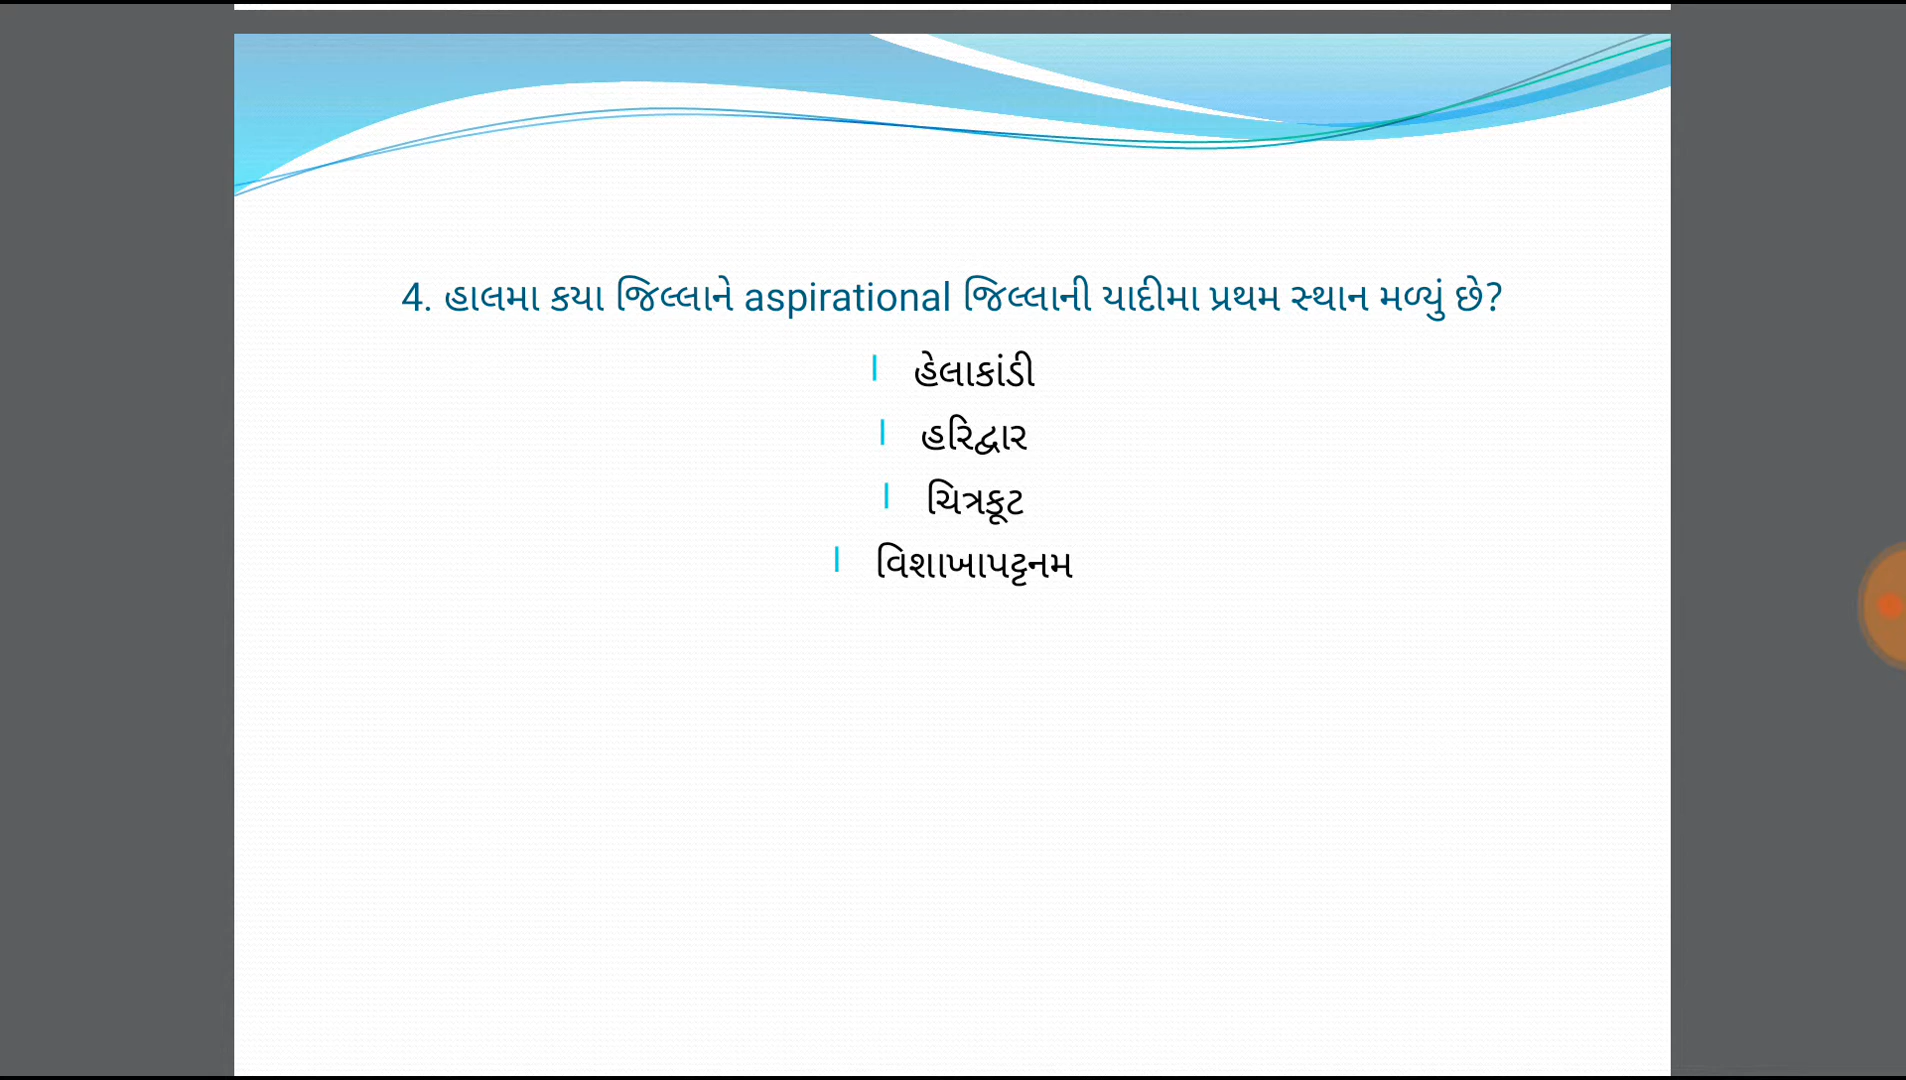 4. હાલમા કયા જિલ્લાને aspirational જિલ્લાની યાદીમા પ્રથમ સ્થાન મળ્યું છે?
હેલાકાંડી
હરિદ્વાર
ચિત્રકૂટ
વિશાખાપટ્ટનમ